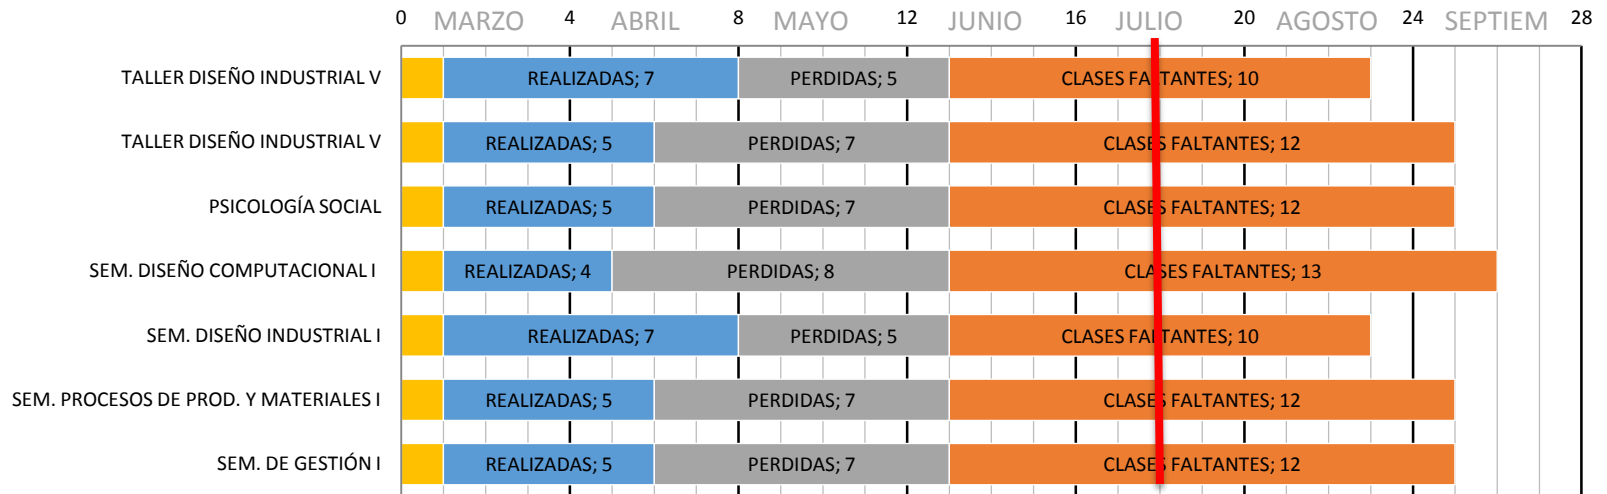 0 MARZO 4 ABRIL 8 MAYO 12 JUNIO 16 JULIO 20 AGOSTO 24 SEPTIEM 28
TALLER DISEÑO INDUSTRIAL V REALIZADAS; 7 PERDIDAS; 5 CLASES FALTANTES; 10
TALLER DISEÑO INDUSTRIAL V REALIZADAS; 5 PERDIDAS; 7 CLASES FALTANTES; 12
PSICOLOGÍA SOCIAL REALIZADAS; 5 PERDIDAS; 7 CLASES FALTANTES; 12
SEM. DISEÑO COMPUTACIONAL I REALIZADAS; 4 PERDIDAS; 8 CLASES FALTANTES; 13
SEM. DISEÑO INDUSTRIAL I REALIZADAS; 7 PERDIDAS; 5 CLASES FALTANTES; 10
SEM. PROCESOS DE PROD. Y MATERIALES I REALIZADAS; 5 PERDIDAS; 7 CLASES FALTANTES; 12
SEM. DE GESTIÓN I REALIZADAS; 5 PERDIDAS; 7 CLASES FALTANTES; 12